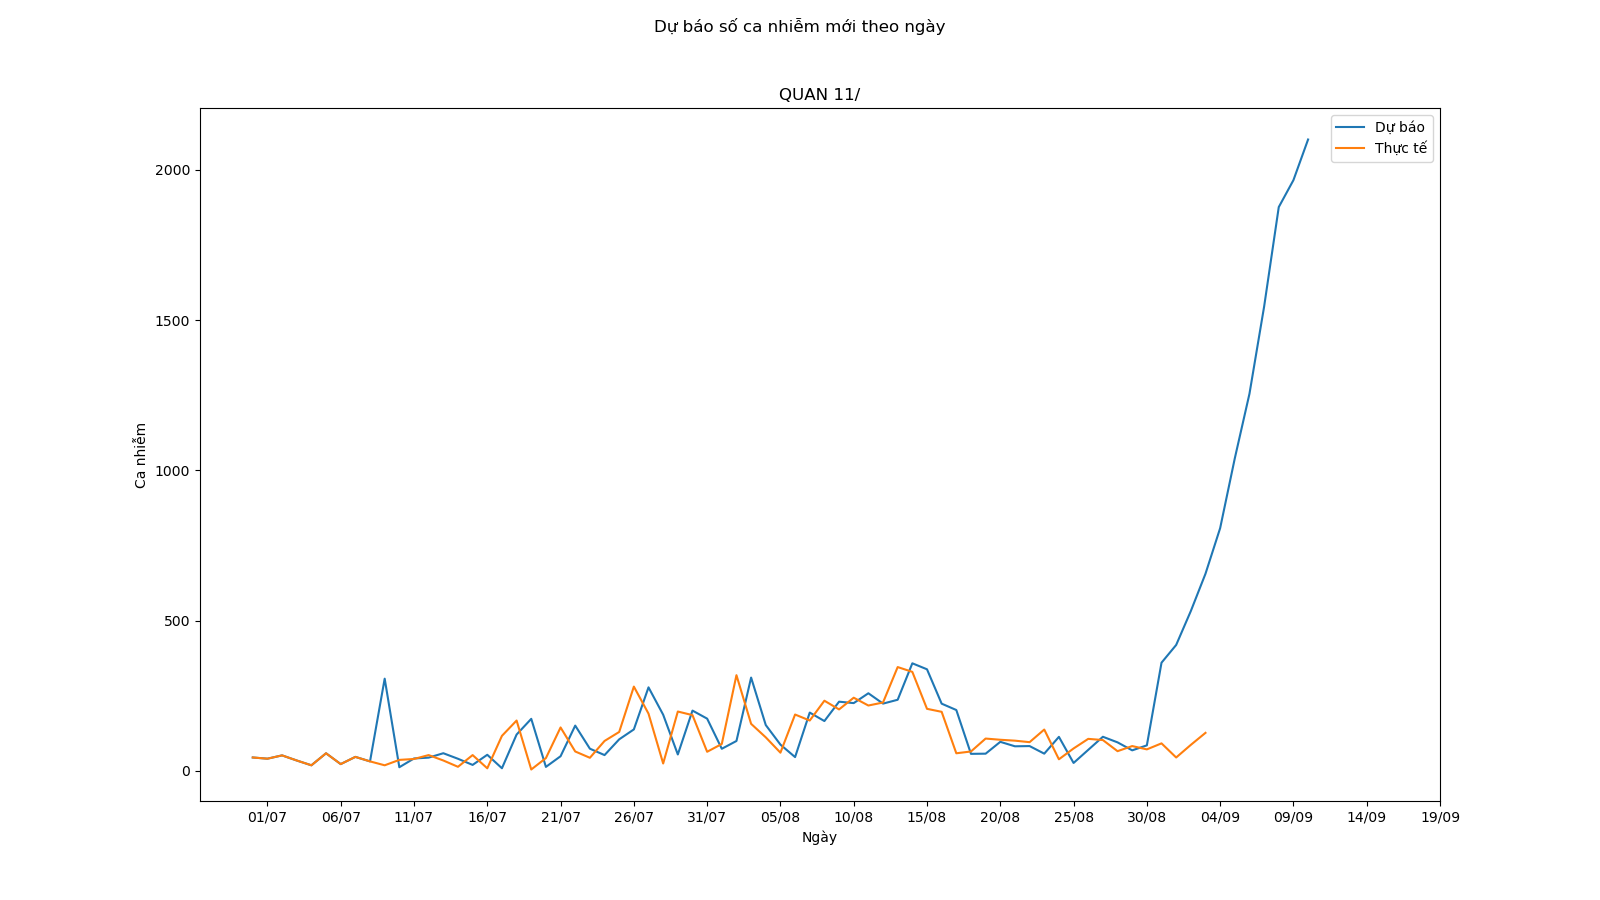 Dự báo số ca nhiễm mới theo ngày
QUAN 11/
Dự báo
Thực tế
2000
1500
1000
500
0
Ca nhiễm
01/07 06/07 11/07 16/07 21/07 26/07 31/07 05/08 10/08 15/08 20/08 25/08 30/08 04/09 09/09 14/09 19/09
Ngày